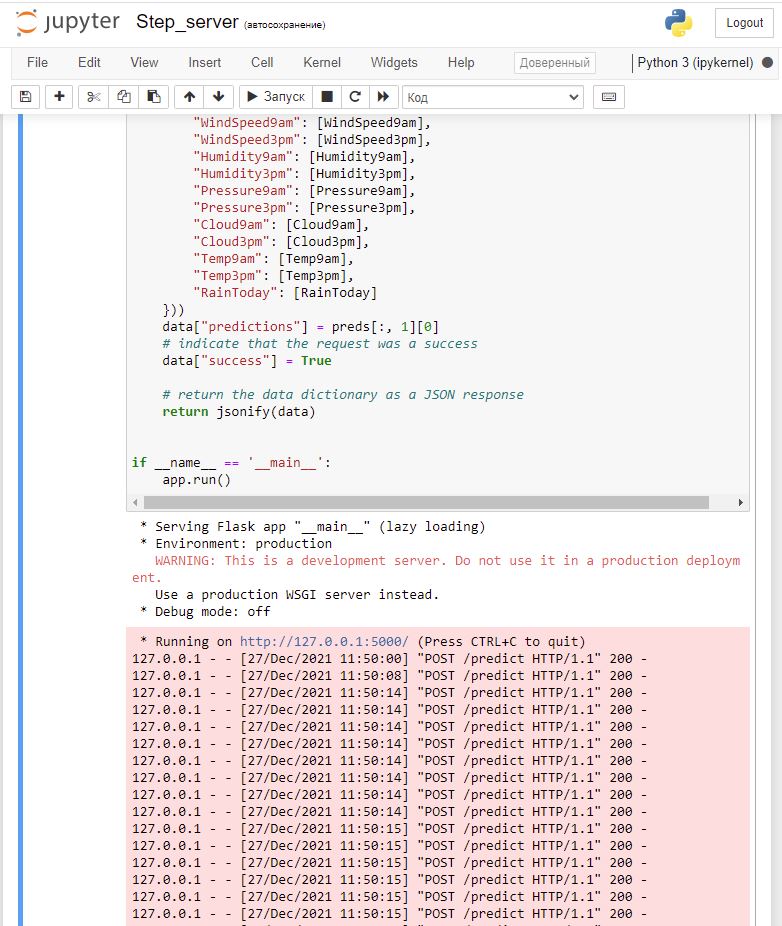 jupyter Step_server (автосохранение)
Logout
File Edit View Insert Cell Kernel Widgets Help Доверенный Python 3 (ipykernel)
Запуск Код
"WindSpeed9am": [WindSpeed9am],
"WindSpeed3pm": [WindSpeed3pm],
"Humidity9am": [Humidity9am],
"Humidity3pm": [Humidity3pm],
"Pressure9am": [Pressure9am],
"Pressure3pm": [Pressure3pm],
"Cloud9am": [Cloud9am],
"Cloud3pm": [Cloud3pm],
"Temp9am": [Temp9am],
"Temp3pm": [Temp3pm],
"RainToday": [RainToday]
}))
data["predictions"] = preds[:, 1][0]
# indicate that the request was a success
data["success"] = True
# return the data dictionary as a JSON response
return jsonify(data)
if __name__ == '__main__':
app.run()
* Serving Flask app "__main__" (lazy loading)
* Environment: production
WARNING: This is a development server. Do not use it in a production deploym
ent.
Use a production WSGI server instead.
* Debug mode: off
* Running on http://127.0.0.1:5000/ (Press CTRL+C to quit)
127.0.0.1 - - [27/Dec/2021 11:50:00] "POST /predict HTTP/1.1" 200 -
127.0.0.1 - - [27/Dec/2021 11:50:08] "POST /predict HTTP/1.1" 200 -
127.0.0.1 - - [27/Dec/2021 11:50:14] "POST /predict HTTP/1.1" 200 -
127.0.0.1 - - [27/Dec/2021 11:50:14] "POST /predict HTTP/1.1" 200 -
127.0.0.1 - - [27/Dec/2021 11:50:14] "POST /predict HTTP/1.1" 200 -
127.0.0.1 - - [27/Dec/2021 11:50:14] "POST /predict HTTP/1.1" 200 -
127.0.0.1 - - [27/Dec/2021 11:50:14] "POST /predict HTTP/1.1" 200 -
127.0.0.1 - - [27/Dec/2021 11:50:14] "POST /predict HTTP/1.1" 200 -
127.0.0.1 - - [27/Dec/2021 11:50:14] "POST /predict HTTP/1.1" 200 -
127.0.0.1 - - [27/Dec/2021 11:50:14] "POST /predict HTTP/1.1" 200 -
127.0.0.1 - - [27/Dec/2021 11:50:15] "POST /predict HTTP/1.1" 200 -
127.0.0.1 - - [27/Dec/2021 11:50:15] "POST /predict HTTP/1.1" 200 -
127.0.0.1 - - [27/Dec/2021 11:50:15] "POST /predict HTTP/1.1" 200 -
127.0.0.1 - - [27/Dec/2021 11:50:15] "POST /predict HTTP/1.1" 200 -
127.0.0.1 - - [27/Dec/2021 11:50:15] "POST /predict HTTP/1.1" 200 -
127.0.0.1 - - [27/Dec/2021 11:50:15] "POST /predict HTTP/1.1" 200 -